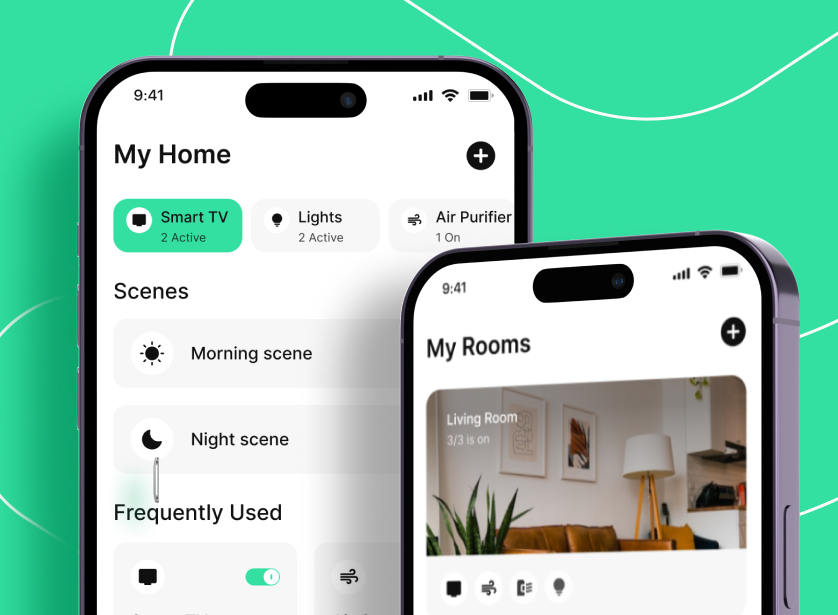 9:41
My Home
Smart TV
2 Active
Lights
2 Active
Air Purifier
1 On
Scenes
Morning scene
Night scene
Frequently Used
9:41
My Rooms
Living Room
3/3 is on